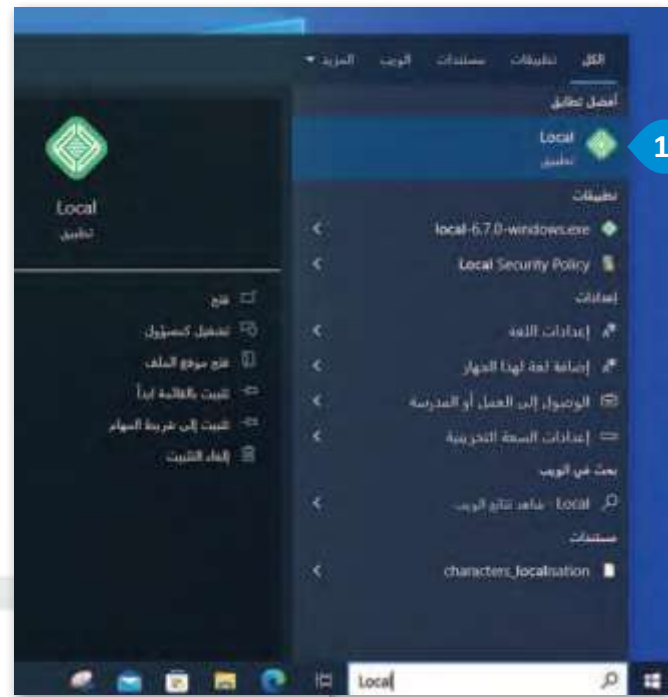 الكل تطبيقات مستندات الويب المزيد
أفضل تطابق
Local
تطبيق
1
تطبيقات
local-6.7.0-windows.exe
Local Security Policy
إعدادات
إعدادات اللغة
إضافة لغة لهذا الجهاز
الوصول إلى العمل أو المدرسة
إعدادات السعة التخزينية
بحث في الويب
Local - شاهد نتائج الويب
مستندات
characters_localnation
Local
تطبيق
فتح
تشغيل كمسؤول
فتح موقع الملف
تثبيت بالقائمة ابدأ
تثبيت إلى شريط المهام
إلغاء التثبيت
Local